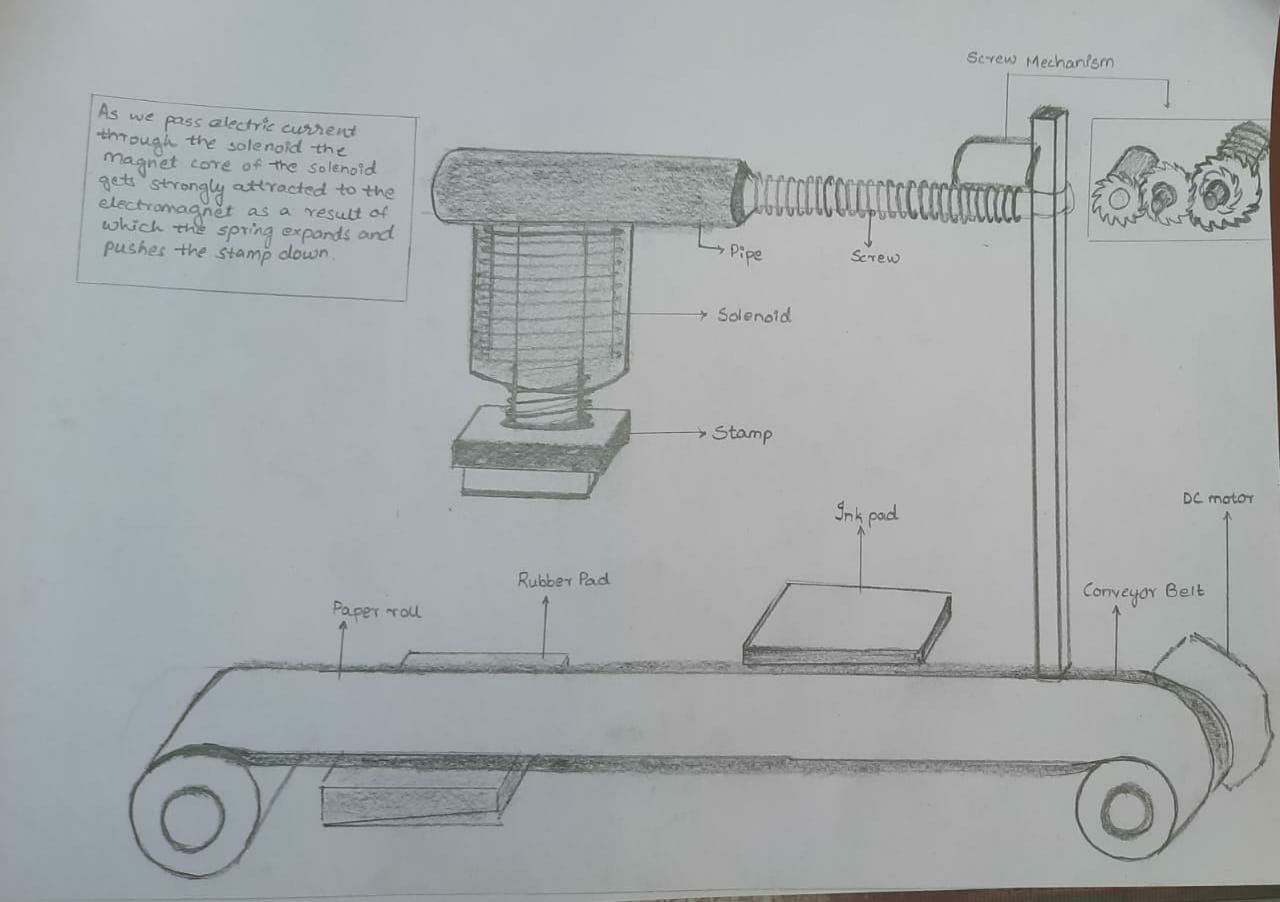 Screw Mechanism
As we pass electric current
through the solenoid the
magnet core of the solenoid
gets strongly attracted to the
electromagnet as a result of
which the spring expands and
pushes the stamp down.
Pipe
Screw
Solenoid
Stamp
DC motor
Ink pad
Rubber Pad
Conveyor Belt
Paper roll